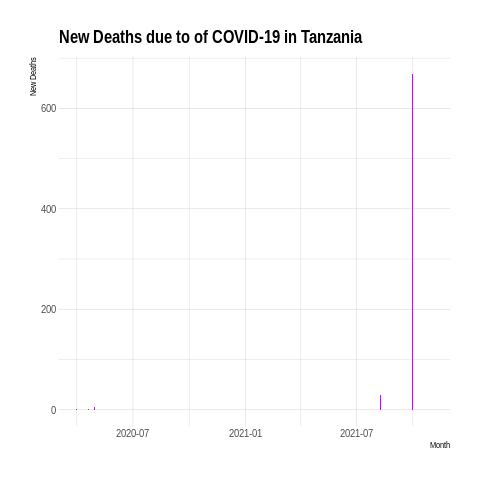 New Deaths due to of COVID-19 in Tanzania
New Deaths
600
400
200
0
2020-07 2021-01 2021-07
Month